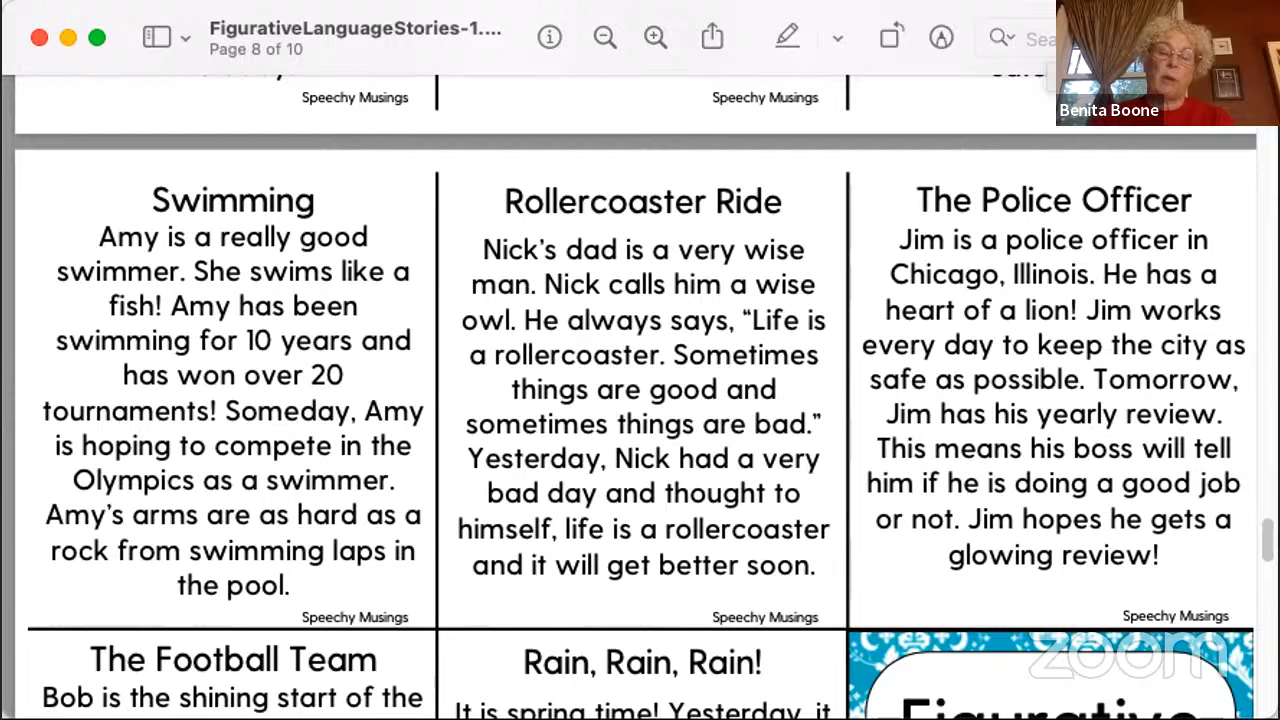 FigurativeLanguageStories-1....
Page 8 of 10
Sea
Benita Boone
Speechy Musings
Speechy Musings
Swimming
Amy is a really good
swimmer. She swims like a
fish! Amy has been
swimming for 10 years and
has won over 20
tournaments! Someday, Amy
is hoping to compete in the
Olympics as a swimmer.
Amy's arms are as hard as a
rock from swimming laps in
the pool.
Speechy Musings
Rollercoaster Ride
Nick's dad is a very wise
man. Nick calls him a wise
owl. He always says, "Life is
a rollercoaster. Sometimes
things are good and
sometimes things are bad."
Yesterday, Nick had a very
bad day and thought to
himself, life is a rollercoaster
and it will get better soon.
Speechy Musings
The Police Officer
Jim is a police officer in
Chicago, Illinois. He has a
heart of a lion! Jim works
every day to keep the city as
safe as possible. Tomorrow,
Jim has his yearly review.
This means his boss will tell
him if he is doing a good job
or not. Jim hopes he gets a
glowing review!
Speechy Musings
The Football Team
Bob is the shining start of the
Rain, Rain, Rain!
It is spring time! Yesterday, it
zoom
Figurative